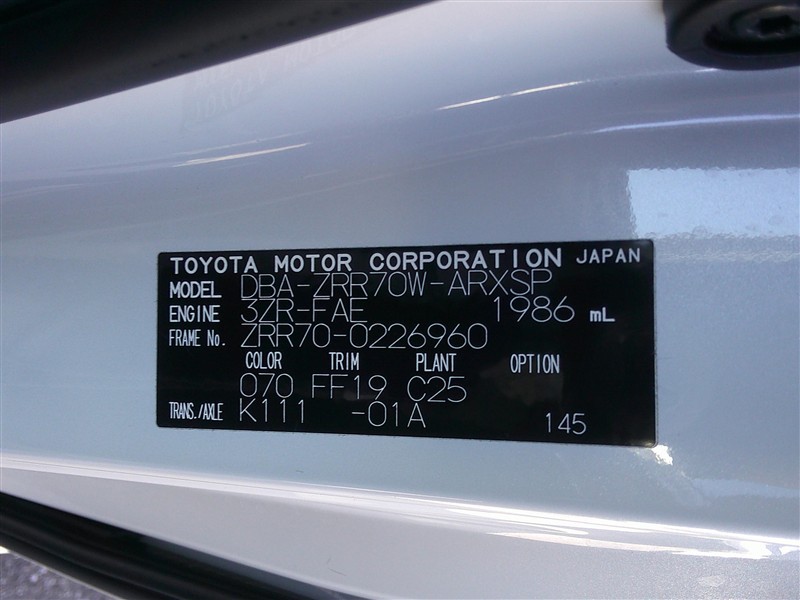 TOYOTA MOTOR CORPORATION JAPAN
MODEL DBA-ZRR70W-ARXSP
ENGINE 3ZR-FAE 1986 mL
FRAME No. ZRR70-0226960
COLOR TRIM PLANT OPTION
070 FF19 C25
TRANS./AXLE K111 -01A 145